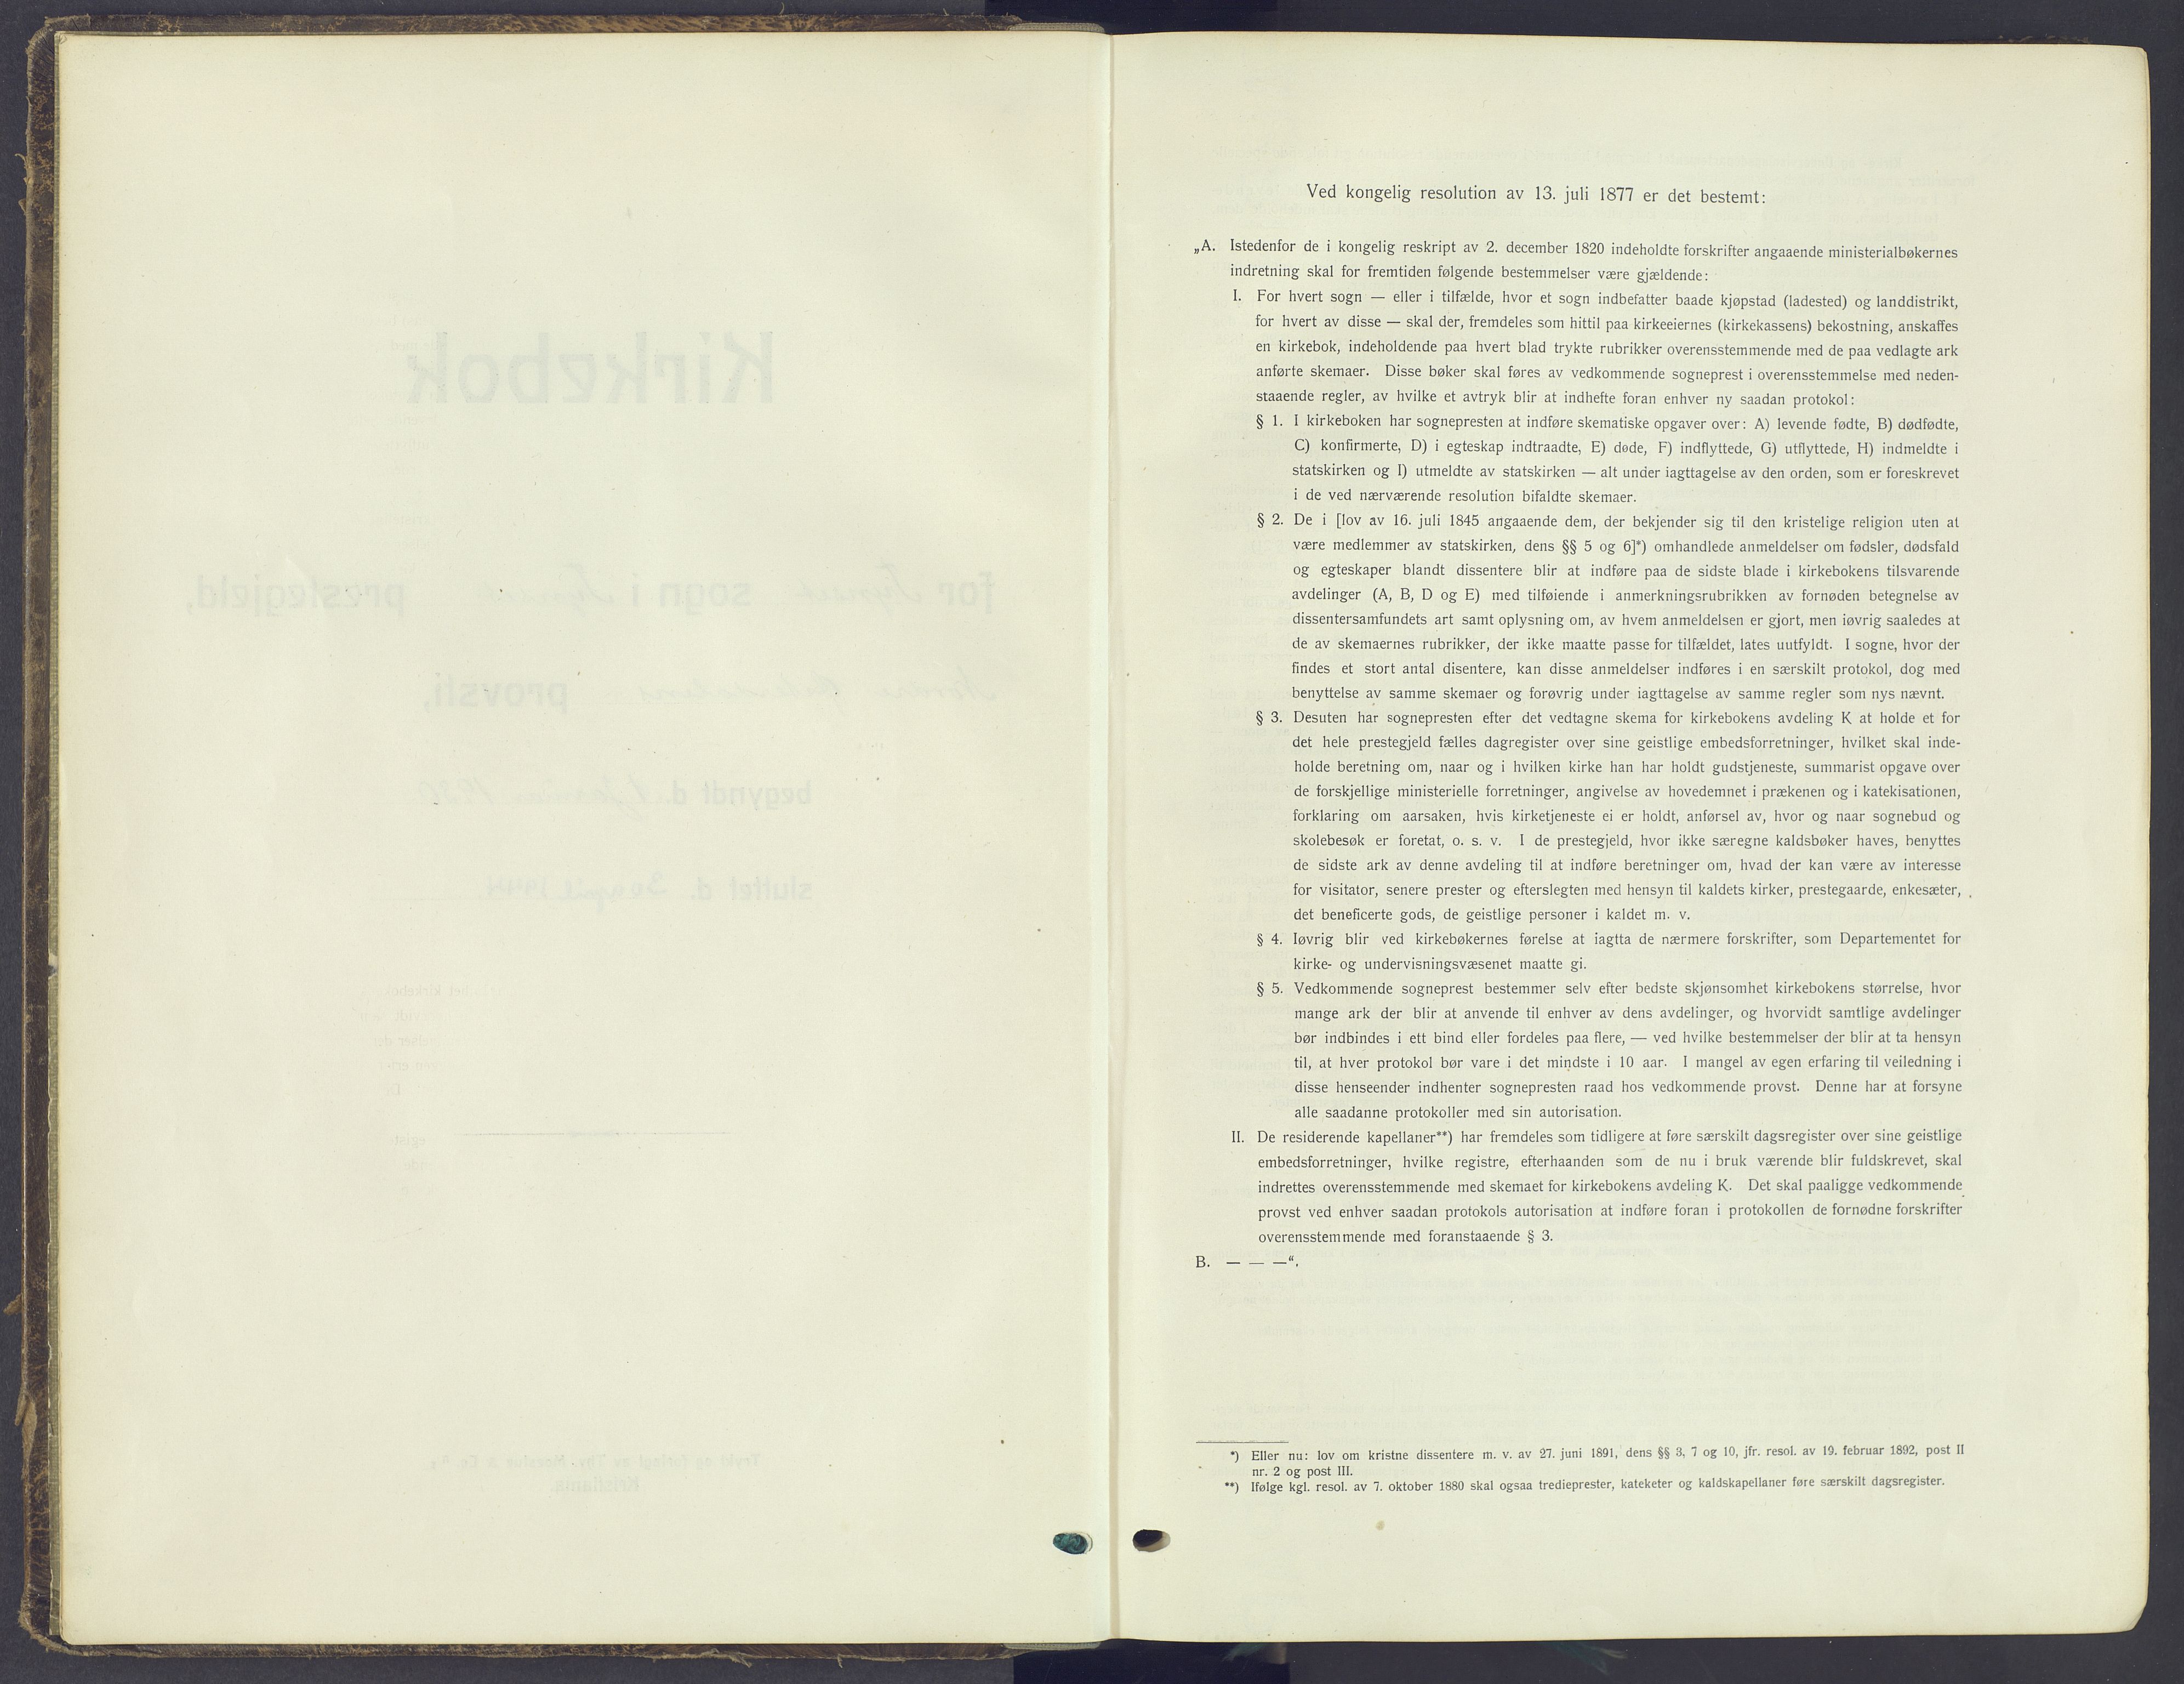 Ved kongelig resolution av 13. juli 1877 er det bestemt:
„A. Istedenfor de i kongelig reskript av 2. december 1820 indeholdte forskrifter angaaende ministerialbøkernes
indretning skal for fremtiden følgende bestemmelser være gjældende:
I. For hvert sogn — eller i tilfælde, hvor et sogn indbefatter baade kjøpstad (ladested) og landdistrikt,
for hvert av disse — skal der, fremdeles som hittil paa kirkeeiernes (kirkekassens) bekostning, anskaffes
en kirkebok, indeholdende paa hvert blad trykte rubrikker overensstemmende med de paa vedlagte ark
anførte skemaer. Disse bøker skal føres av vedkommende sogneprest i overensstemmelse med neden-
staaende regler, av hvilke et avtryk blir at indhefte foran enhver ny saadan protokol:
§ 1. I kirkeboken har sognepresten at indføre skematiske opgaver over: A) levende fødte, B) dødfødte,
C) konfirmerte, D) i egteskap indtraadte, E) døde, F) indflyttede, G) utflyttede, H) indmeldte i
statskirken og I) utmeldte av statskirken — alt under iagttagelse av den orden, som er foreskrevet
i de ved nærværende resolution bifaldte skemaer.
§ 2. De i [lov av 16. juli 1845 angaaende dem, der bekjender sig til den kristelige religion uten at
være medlemmer av statskirken, dens §§ 5 og 6]*) omhandlede anmeldelser om fødsler, dødsfald
og egteskaper blandt dissentere blir at indføre paa de sidste blade i kirkebokens tilsvarende
avdelinger (A, B, D og E) med tilføiende i anmerkningsrubrikken av fornøden betegnelse av
dissentersamfundets art samt oplysning om, av hvem anmeldelsen er gjort, men iøvrig saaledes at
de av skemaernes rubrikker, der ikke maatte passe for tilfældet, lates uutfyldt. I sogne, hvor der
findes et stort antal disentere, kan disse anmeldelser indføres i en særskilt protokol, dog med
benyttelse av samme skemaer og forøvrig under iagttagelse av samme regler som nys nævnt.
§ 3. Desuten har sognepresten efter det vedtagne skema for kirkebokens avdeling K at holde et for
det hele prestegjeld fælles dagregister over sine geistlige embedsforretninger, hvilket skal inde-
holde beretning om, naar og i hvilken kirke han har holdt gudstjeneste, summarist opgave over
de forskjellige ministerielle forretninger, angivelse av hovedemnet i prækenen og i katekisationen,
forklaring om aarsaken, hvis kirketjeneste ei er holdt, anførsel av, hvor og naar sognebud og
skolebesøk er foretat, o. s. v. I de prestegjeld, hvor ikke særegne kaldsbøker haves, benyttes
de sidste ark av denne avdeling til at indføre beretninger om, hvad der kan være av interesse
for visitator, senere prester og efterslegten med hensyn til kaldets kirker, prestegaarde, enkesæter,
det beneficerte gods, de geistlige personer i kaldet m. v.
§ 4. Iøvrig blir ved kirkebøkernes førelse at iagtta de nærmere forskrifter, som Departementet for
kirke- og undervisningsvæsenet maatte gi.
§ 5. Vedkommende sogneprest bestemmer selv efter bedste skjønsomhet kirkebokens størrelse, hvor
mange ark der blir at anvende til enhver av dens avdelinger, og hvorvidt samtlige avdelinger
bør indbindes i ett bind eller fordeles paa flere, — ved hvilke bestemmelser der blir at ta hensyn
til, at hver protokol bør vare i det mindste i 10 aar. I mangel av egen erfaring til veiledning i
disse henseender indhenter sognepresten raad hos vedkommende provst. Denne har at forsyne
alle saadanne protokoller med sin autorisation.
II. De residerende kapellaner**) har fremdeles som tidligere at føre særskilt dagsregister over sine geistlige
embedsforretninger, hvilke registre, efterhaanden som de nu i bruk værende blir fuldskrevet, skal
indrettes overensstemmende med skemaet for kirkebokens avdeling K. Det skal paaligge vedkommende
provst ved enhver saadan protokols autorisation at indføre foran i protokollen de fornødne forskrifter
overensstemmende med foranstaaende § 3.
B. — — —“.
*) Eller nu: lov om kristne dissentere m. v. av 27. juni 1891, dens §§ 3, 7 og 10, jfr. resol. av 19. februar 1892, post II
nr. 2 og post III.
**) Ifølge kgl. resol. av 7. oktober 1880 skal ogsaa tredieprester, kateketer og kaldskapellaner føre særskilt dagsregister.